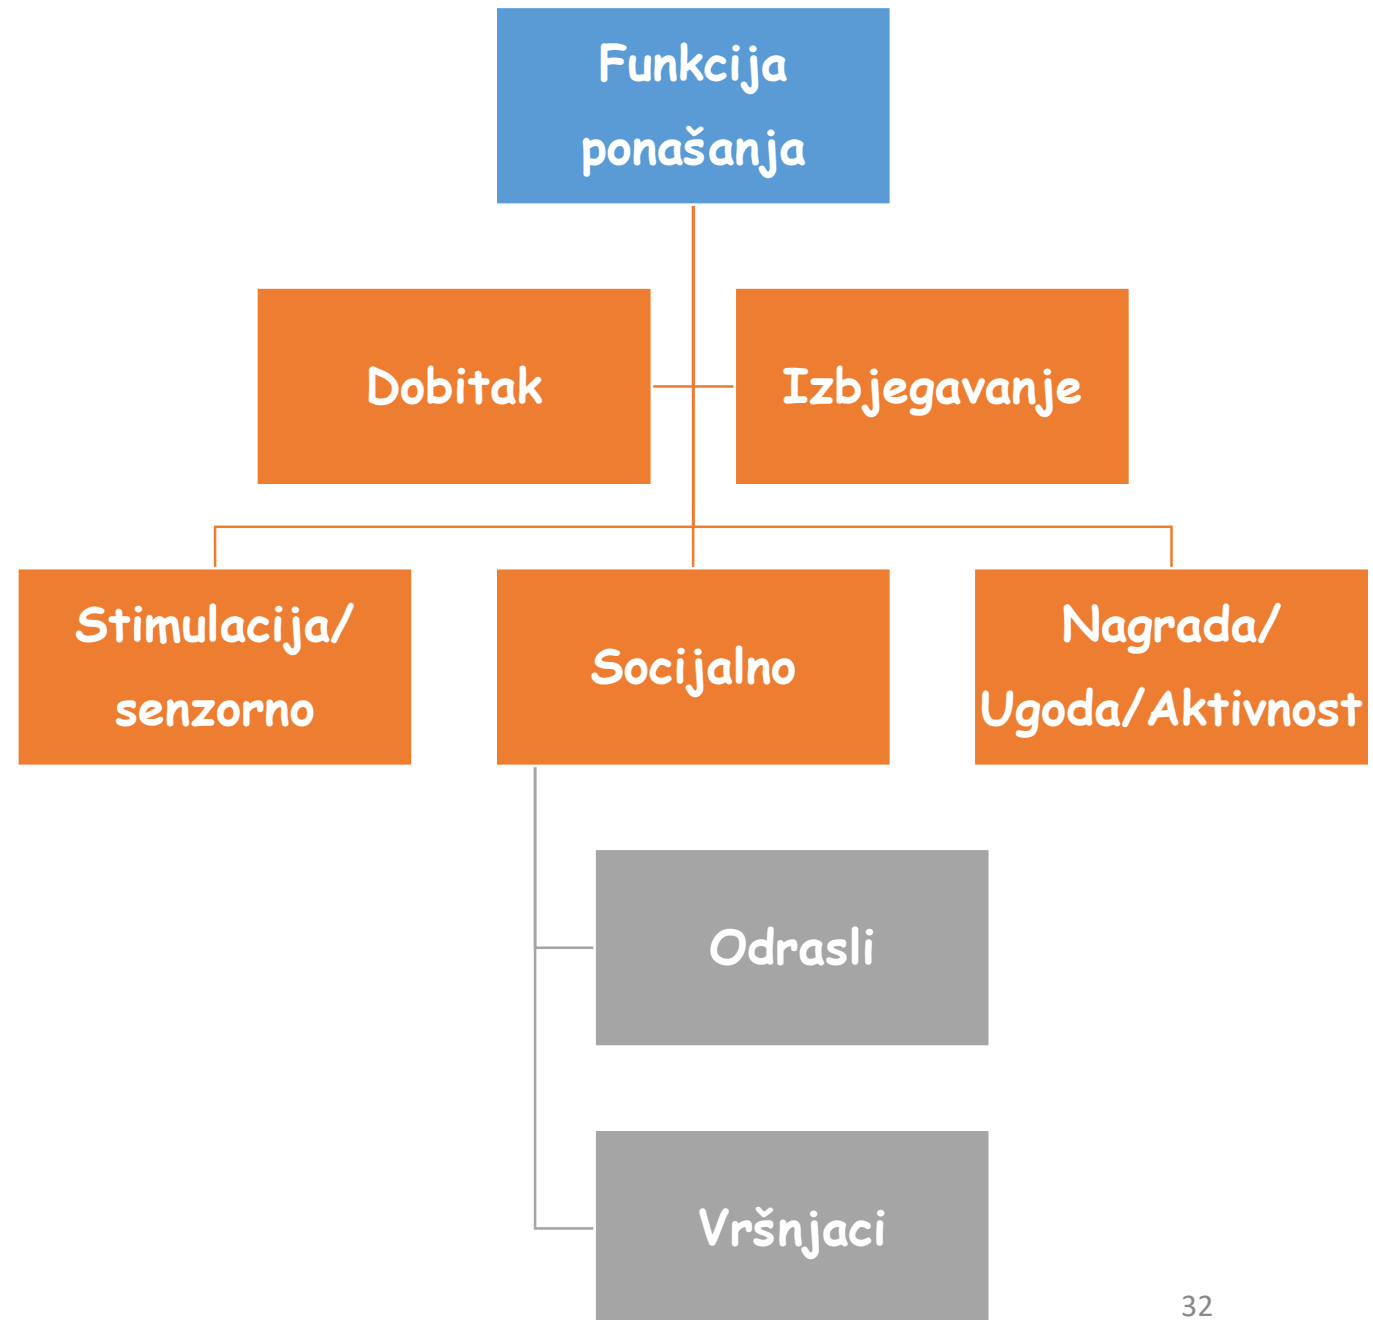 Funkcija
ponašanja
Dobitak
Izbjegavanje
Stimulacija/
senzorno
Socijalno
Nagrada/
Ugoda/Aktivnost
Odrasli
Vršnjaci
32